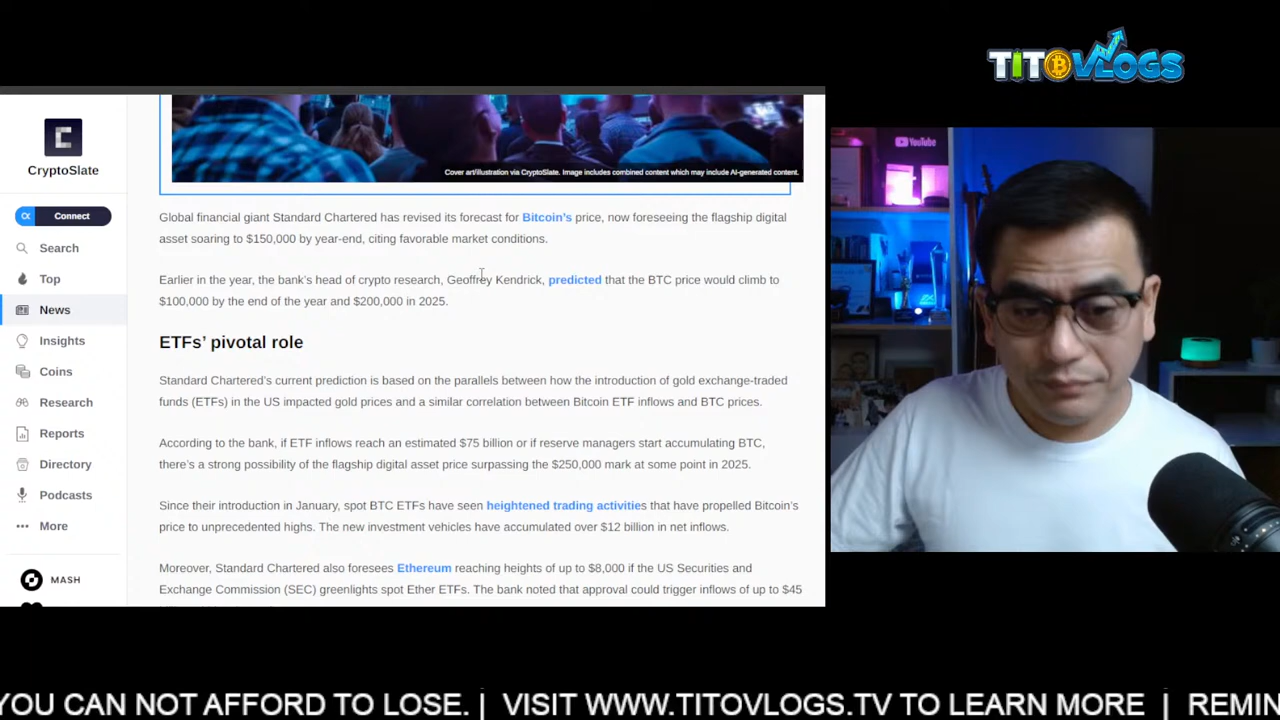 TITOVLOGS
CryptoSlate
Connect
Search
Top
News
Insights
Coins
Research
Reports
Directory
Podcasts
More
MASH
Cover art/illustration via CryptoSlate. Image includes combined content which may include AI-generated content.
Global financial giant Standard Chartered has revised its forecast for Bitcoin's price, now foreseeing the flagship digital
asset soaring to $150,000 by year-end, citing favorable market conditions.
Earlier in the year, the bank's head of crypto research, Geoffrey Kendrick, predicted that the BTC price would climb to
$100,000 by the end of the year and $200,000 in 2025.
ETFs' pivotal role
Standard Chartered's current prediction is based on the parallels between how the introduction of gold exchange-traded
funds (ETFs) in the US impacted gold prices and a similar correlation between Bitcoin ETF inflows and BTC prices.
According to the bank, if ETF inflows reach an estimated $75 billion or if reserve managers start accumulating BTC,
there's a strong possibility of the flagship digital asset price surpassing the $250,000 mark at some point in 2025.
Since their introduction in January, spot BTC ETFs have seen heightened trading activities that have propelled Bitcoin's
price to unprecedented highs. The new investment vehicles have accumulated over $12 billion in net inflows.
Moreover, Standard Chartered also foresees Ethereum reaching heights of up to $8,000 if the US Securities and
Exchange Commission (SEC) greenlights spot Ether ETFs. The bank noted that approval could trigger inflows of up to $45
YouTube
YOU CAN NOT AFFORD TO LOSE. | VISIT WWW.TITOVLOGS.TV TO LEARN MORE | REMIN